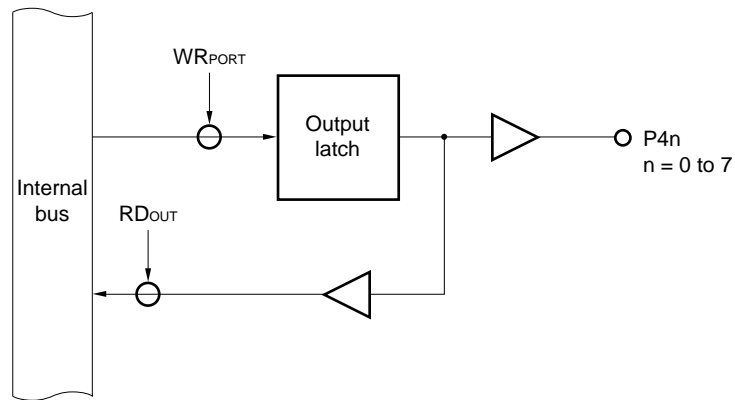 WRPORT
Output
latch
P4n
n = 0 to 7
Internal
bus
RDOUT